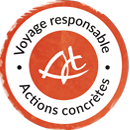 Voyage responsable
Actions concrètes